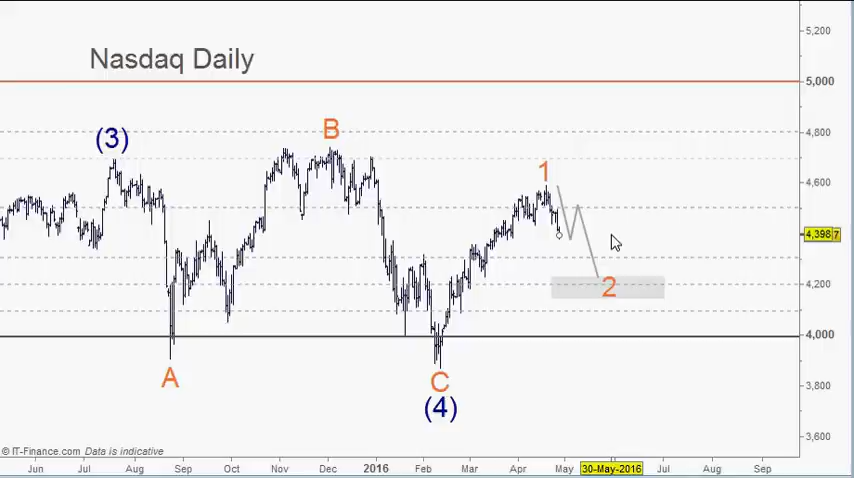 5,200
Nasdaq Daily
5,000
(3)
B
4,800
1
4,600
4,398 7
2
4,200
4,000
A
C
3,800
(4)
3,600
© IT-Finance.com Data is indicative
Jun Jul Aug Sep Oct Nov Dec 2016 Feb Mar Apr May 30-May-2016 Jul Aug Sep